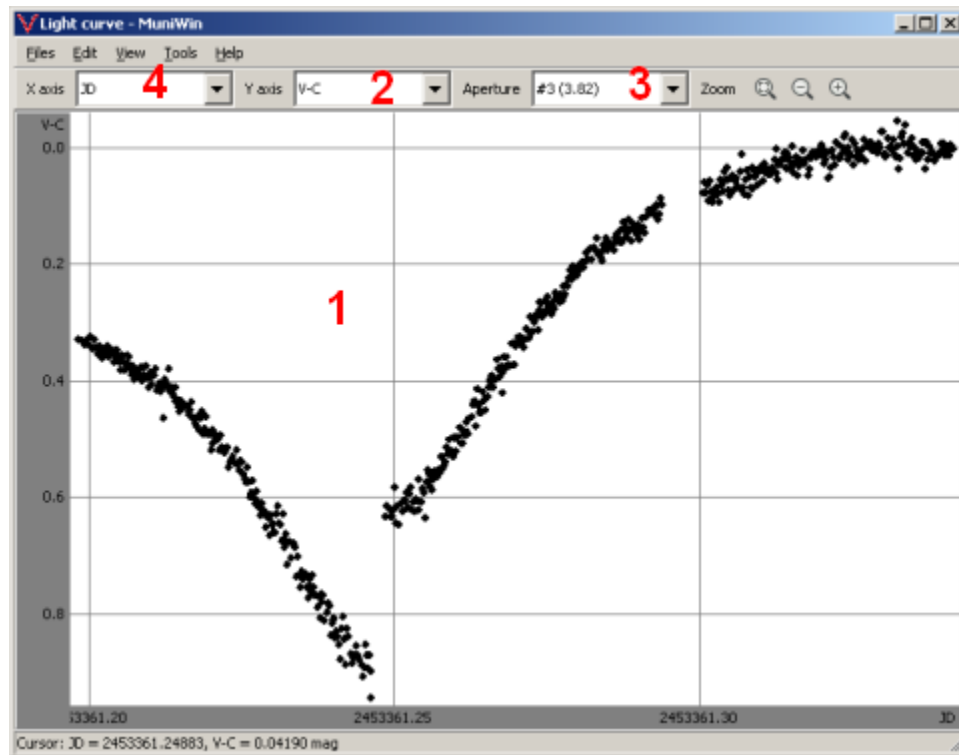 Light curve - MuniWin
Files Edit View Tools Help
X axis JD 4 Y axis V-C 2 Aperture #3 (3.82) 3 Zoom
V-C
0.0
0.2
1
0.4
0.6
0.8
53361.20 2453361.25 2453361.30 JD
Cursor: JD = 2453361.24883, V-C = 0.04190 mag